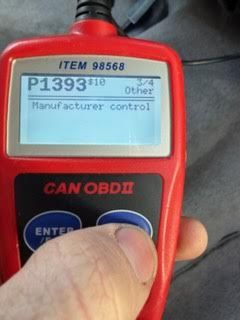 ITEM 98568
P1393 $10 3/4
Other
Manufacturer control
CAN OBDII
ENTER